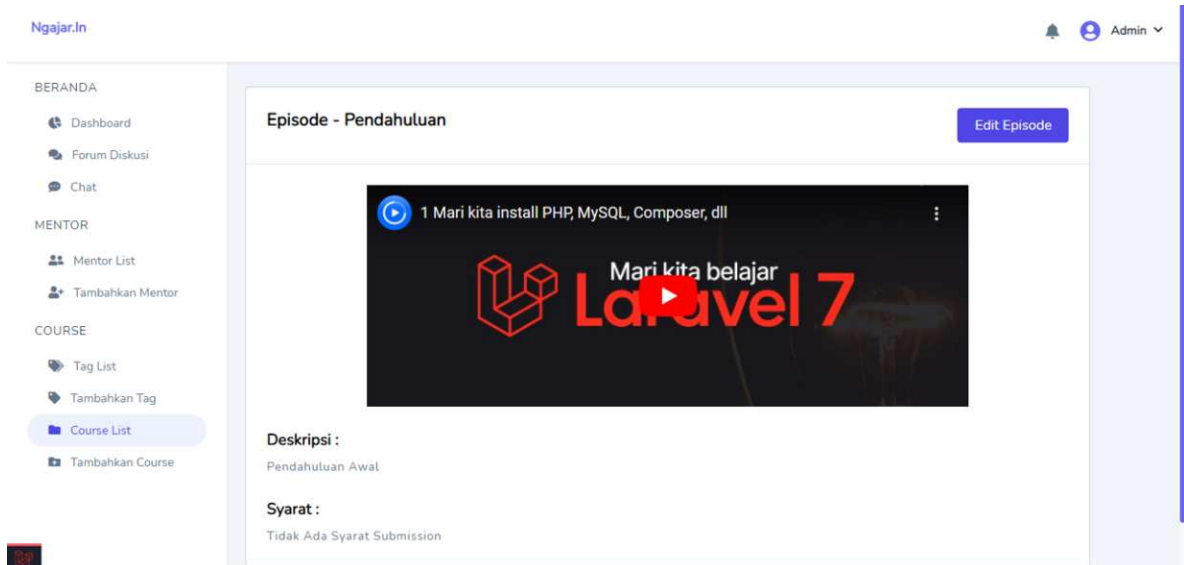 Ngajar.In
Admin
BERANDA
Dashboard
Forum Diskusi
Chat
MENTOR
Mentor List
Tambahkan Mentor
COURSE
Tag List
Tambahkan Tag
Course List
Tambahkan Course
Episode - Pendahuluan
Edit Episode
1 Mari kita install PHP, MySQL, Composer, dll
Mari kita belajar
Laravel 7
Deskripsi :
Pendahuluan Awal
Syarat :
Tidak Ada Syarat Submission